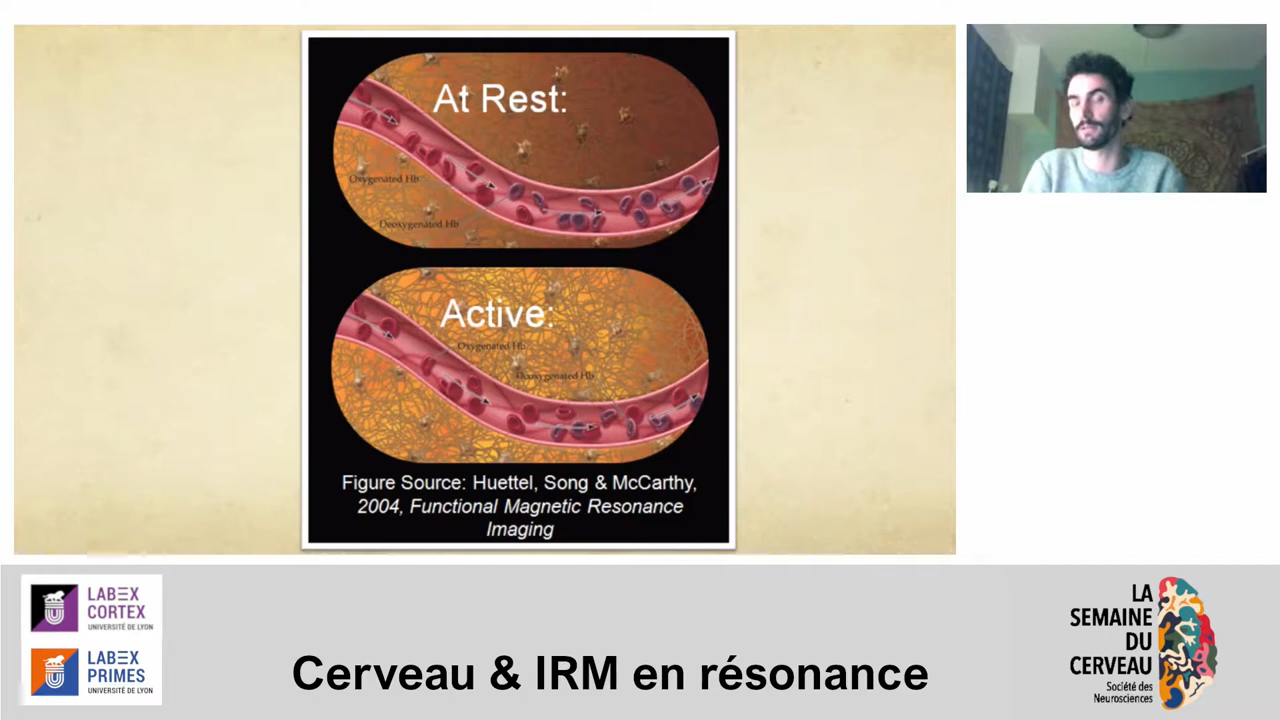 At Rest:
Oxygenated Hb
Deoxygenated Hb
Active:
Oxygenated Hb
Deoxygenated Hb
Figure Source: Huettel, Song & McCarthy,
2004, Functional Magnetic Resonance
Imaging
LABEX
CORTEX
UNIVERSITÉ DE LYON
LABEX
PRIMES
UNIVERSITÉ DE LYON
Cerveau & IRM en résonance
LA
SEMAINE
DU
CERVEAU
Société des
Neurosciences